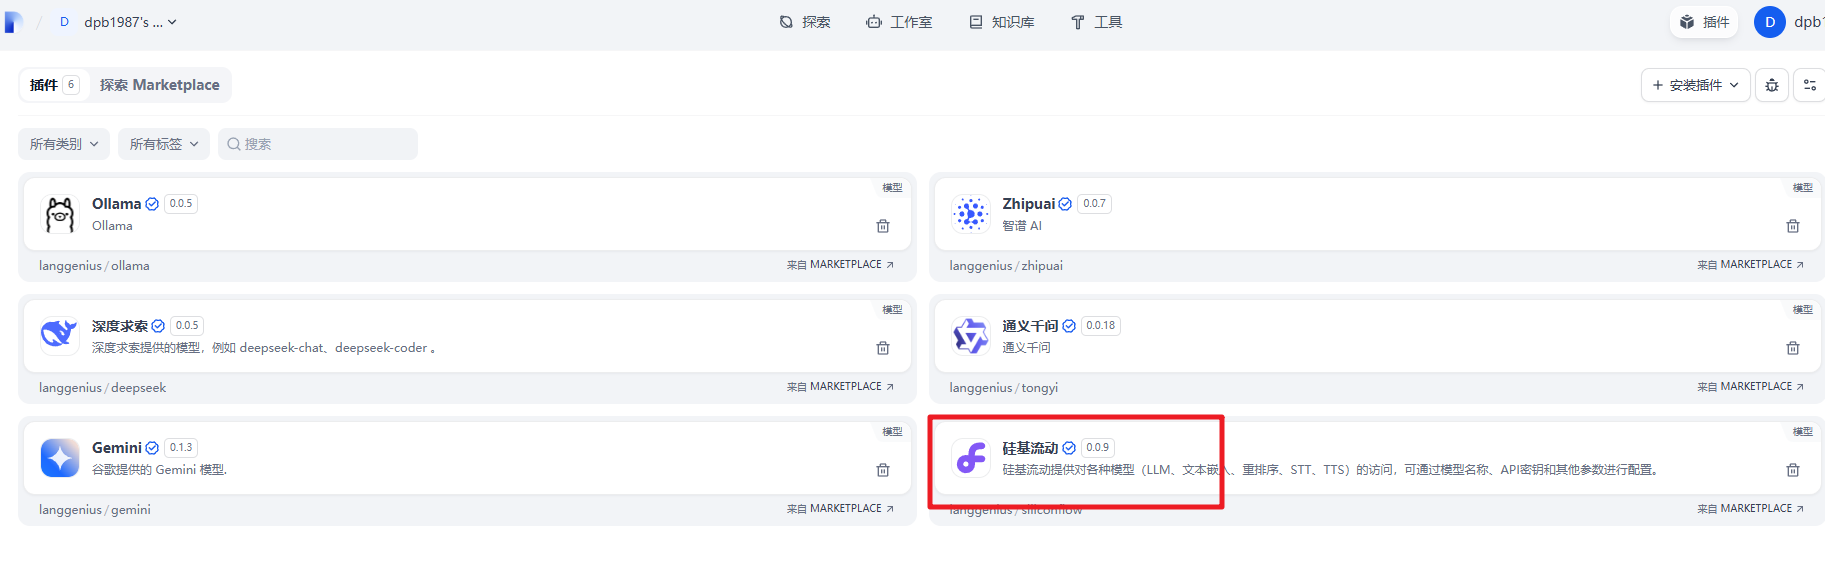 D dpb1987's ...
探索 工作室 知识库 工具
插件 D dpb1
插件 6 探索 Marketplace
安装插件
所有类别 所有标签 搜索
模型
Ollama 0.0.5
Ollama
langgenius / ollama 来自 MARKETPLACE
模型
Zhipuai 0.0.7
智谱 AI
langgenius / zhipuai 来自 MARKETPLACE
模型
深度求索 0.0.5
深度求索提供的模型，例如 deepseek-chat、deepseek-coder 。
langgenius / deepseek 来自 MARKETPLACE
模型
通义千问 0.0.18
通义千问
langgenius / tongyi 来自 MARKETPLACE
模型
Gemini 0.1.3
谷歌提供的 Gemini 模型.
langgenius / gemini 来自 MARKETPLACE
模型
硅基流动 0.0.9
硅基流动提供对各种模型（LLM、文本嵌入、重排序、STT、TTS）的访问，可通过模型名称、API密钥和其他参数进行配置。
langgenius / siliconflow 来自 MARKETPLACE